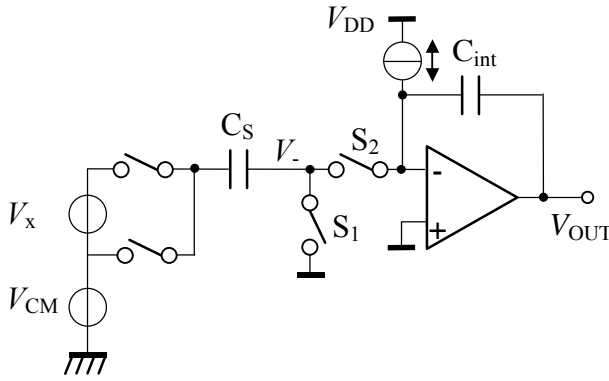 VDD
Cint
CS
V-
S2
-
Vx
S1
+
VOUT
VCM